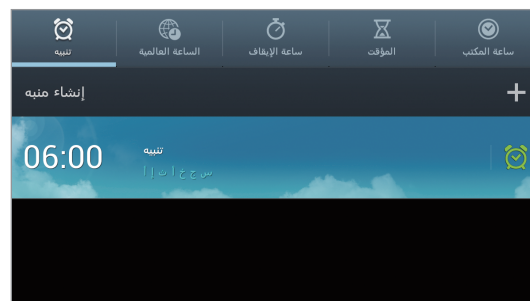 تنبيه
الساعة العالمية
ساعة الإيقاف
المؤقت
ساعة المكتب
إنشاء منبه
06:00
تنبيه
س ج خ أ ث إ أ